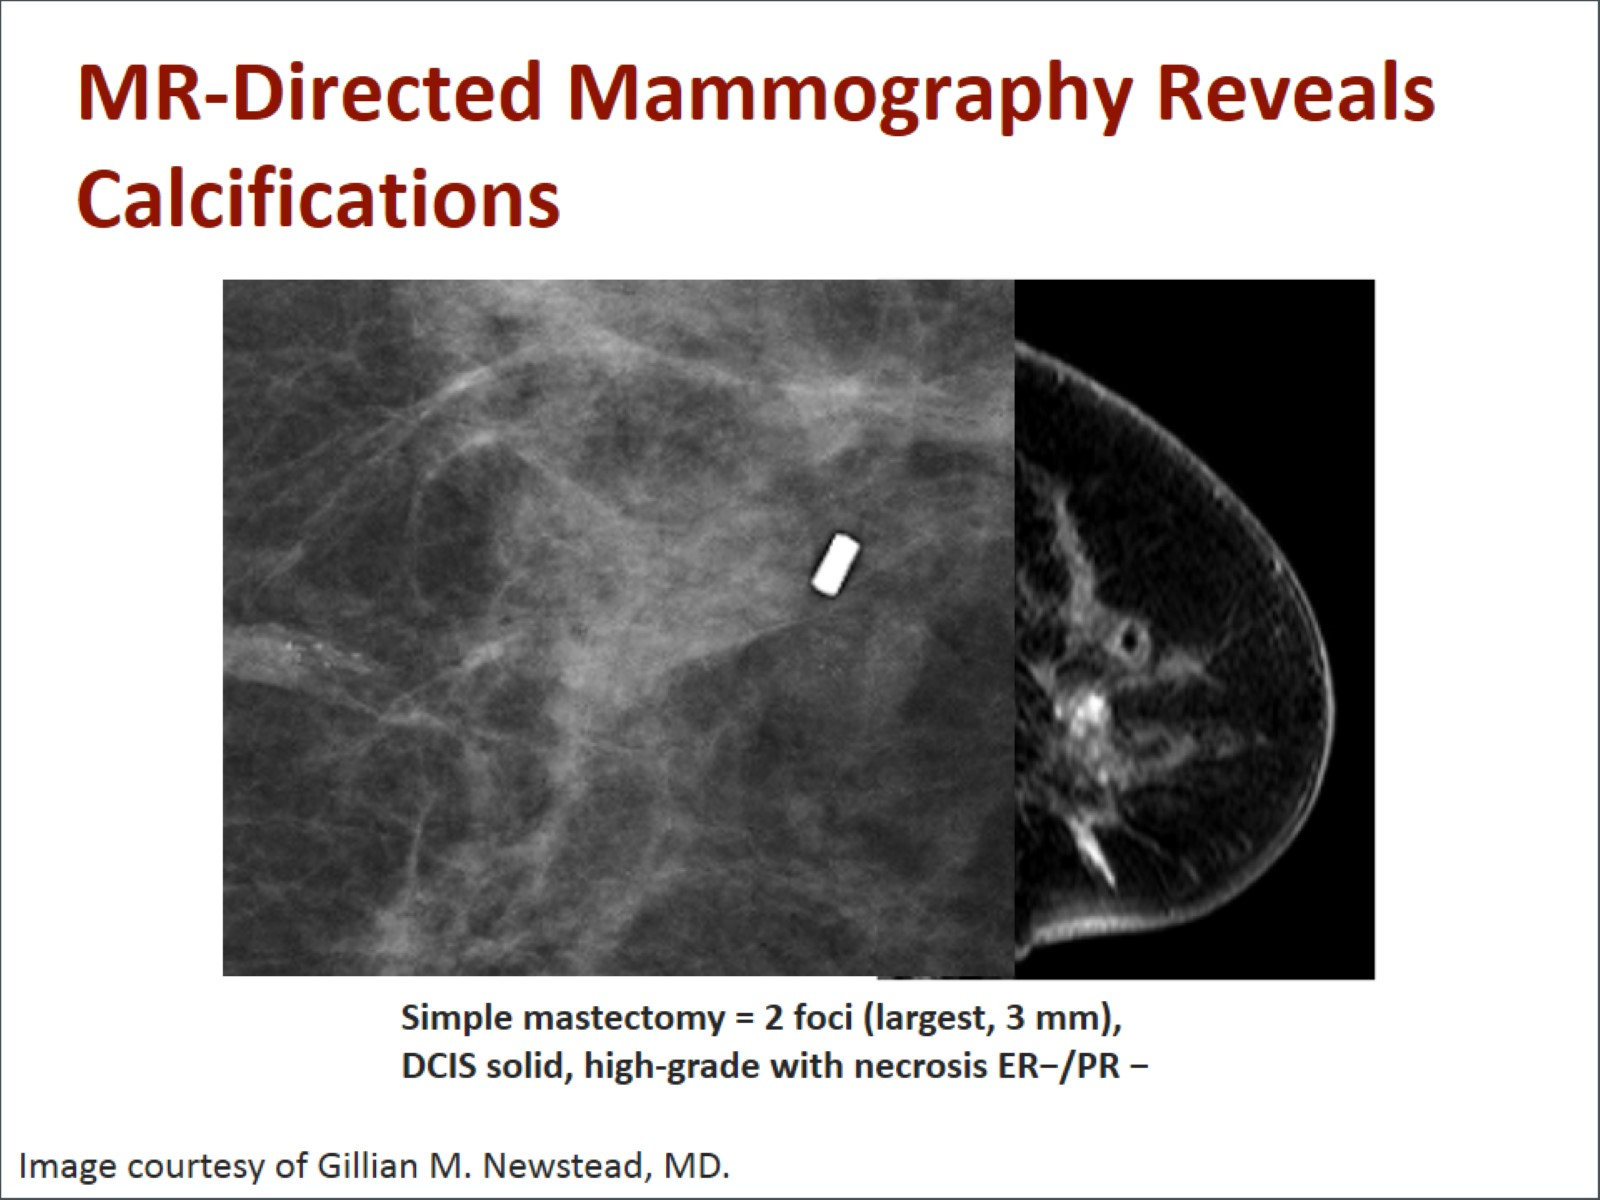 MR-Directed Mammography Reveals
Calcifications
Simple mastectomy = 2 foci (largest, 3 mm),
DCIS solid, high-grade with necrosis ER−/PR −
Image courtesy of Gillian M. Newstead, MD.